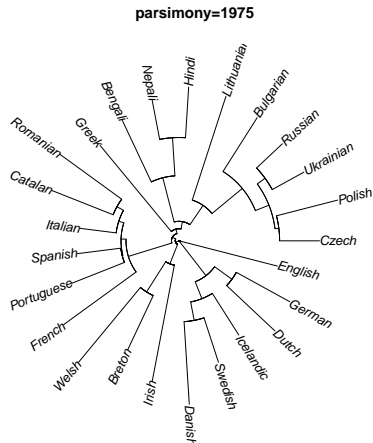 parsimony=1975
Lithuanian
Bulgarian
Russian
Ukrainian
Polish
Czech
English
German
Dutch
Icelandic
Swedish
Danish
Irish
Breton
Welsh
French
Portuguese
Spanish
Italian
Catalan
Romanian
Greek
Bengali
Nepali
Hindi